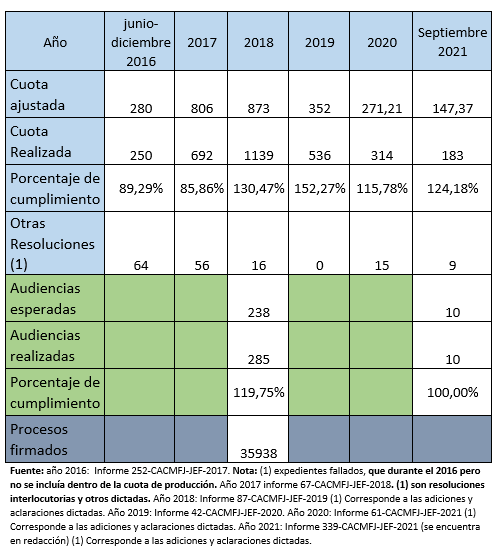 Año junio-diciembre 2016 2017 2018 2019 2020 Septiembre 2021
Cuota ajustada 280 806 873 352 271,21 147,37
Cuota Realizada 250 692 1139 536 314 183
Porcentaje de cumplimiento 89,29% 85,86% 130,47% 152,27% 115,78% 124,18%
Otras Resoluciones (1) 64 56 16 0 15 9
Audiencias esperadas 238 10
Audiencias realizadas 285 10
Porcentaje de cumplimiento 119,75% 100,00%
Procesos firmados 35938
Fuente: año 2016: Informe 252-CACMFJ-JEF-2017. Nota: (1) expedientes fallados, que durante el 2016 pero
no se incluía dentro de la cuota de producción. Año 2017 informe 67-CACMFJ-JEF-2018. (1) son resoluciones
interlocutorias y otros dictadas. Año 2018: Informe 87-CACMFJ-JEF-2019 (1) Corresponde a las adiciones y
aclaraciones dictadas. Año 2019: Informe 42-CACMFJ-JEF-2020. Año 2020: Informe 61-CACMFJ-JEF-2021 (1)
Corresponde a las adiciones y aclaraciones dictadas. Año 2021: Informe 339-CACMFJ-JEF-2021 (se encuentra
en redacción) (1) Corresponde a las adiciones y aclaraciones dictadas.